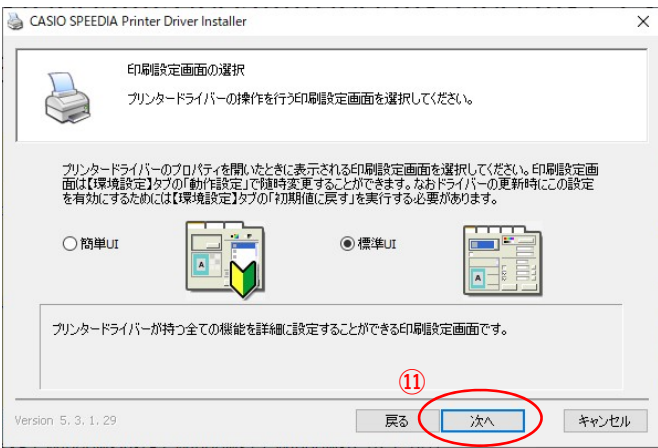 CASIO SPEEDIA Printer Driver Installer
印刷設定画面の選択
プリンタードライバーの操作を行う印刷設定画面を選択してください。
プリンタードライバーのプロパティを開いたときに表示される印刷設定画面を選択してください。印刷設定画
面は【環境設定】タブの「動作設定」で随時変更することができます。なおドライバーの更新時にこの設定
を有効にするためには【環境設定】タブの「初期値に戻す」を実行する必要があります。
簡単UI
標準UI
プリンタードライバーが持つ全ての機能を詳細に設定することができる印刷設定画面です。
⑪
Version 5.3.1.29
戻る
次へ
キャンセル